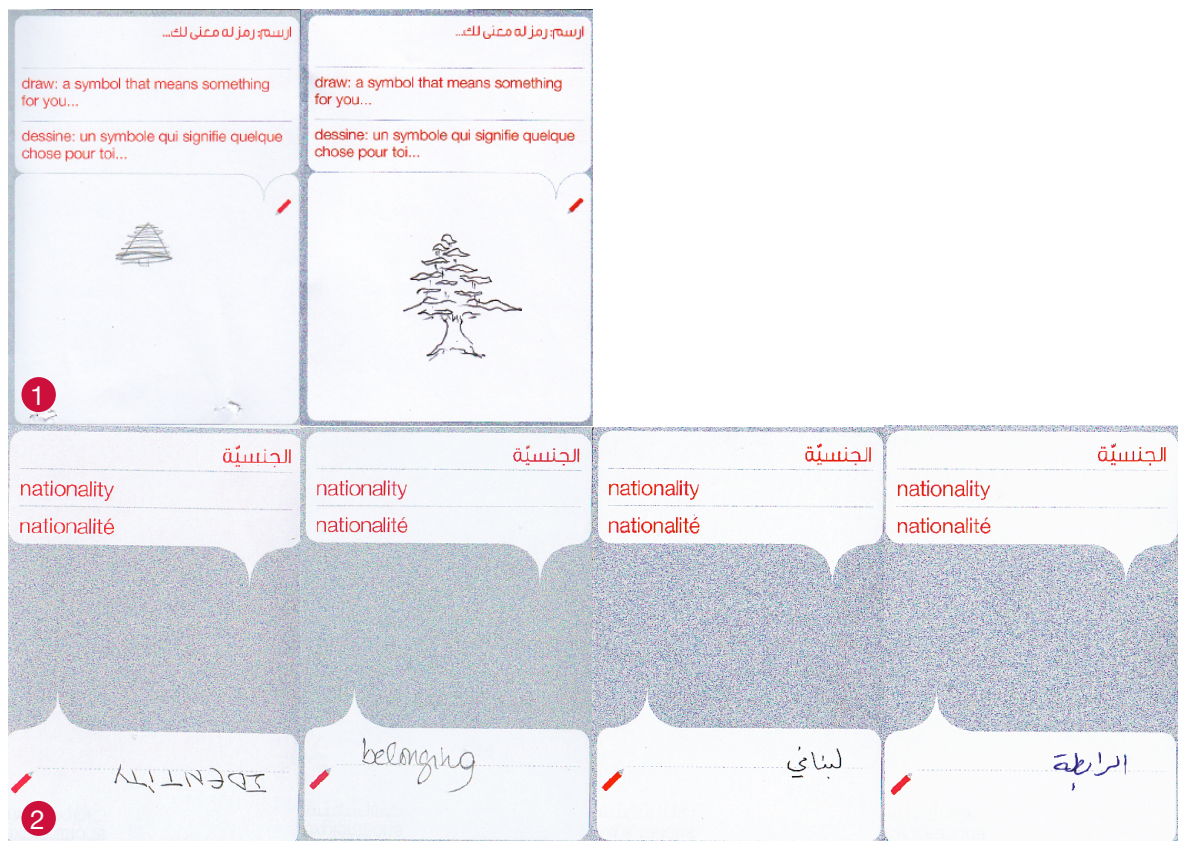 ارسم: رمز له معنى لك...
draw: a symbol that means something
for you...
dessine: un symbole qui signifie quelque
chose pour toi...
ارسم: رمز له معنى لك...
draw: a symbol that means something
for you...
dessine: un symbole qui signifie quelque
chose pour toi...
1
الجنسيّة
nationality
nationalité
IDENTITY
الجنسيّة
nationality
nationalité
belonging
الجنسيّة
nationality
nationalité
لبناني
الجنسيّة
nationality
nationalité
الرابطة
2